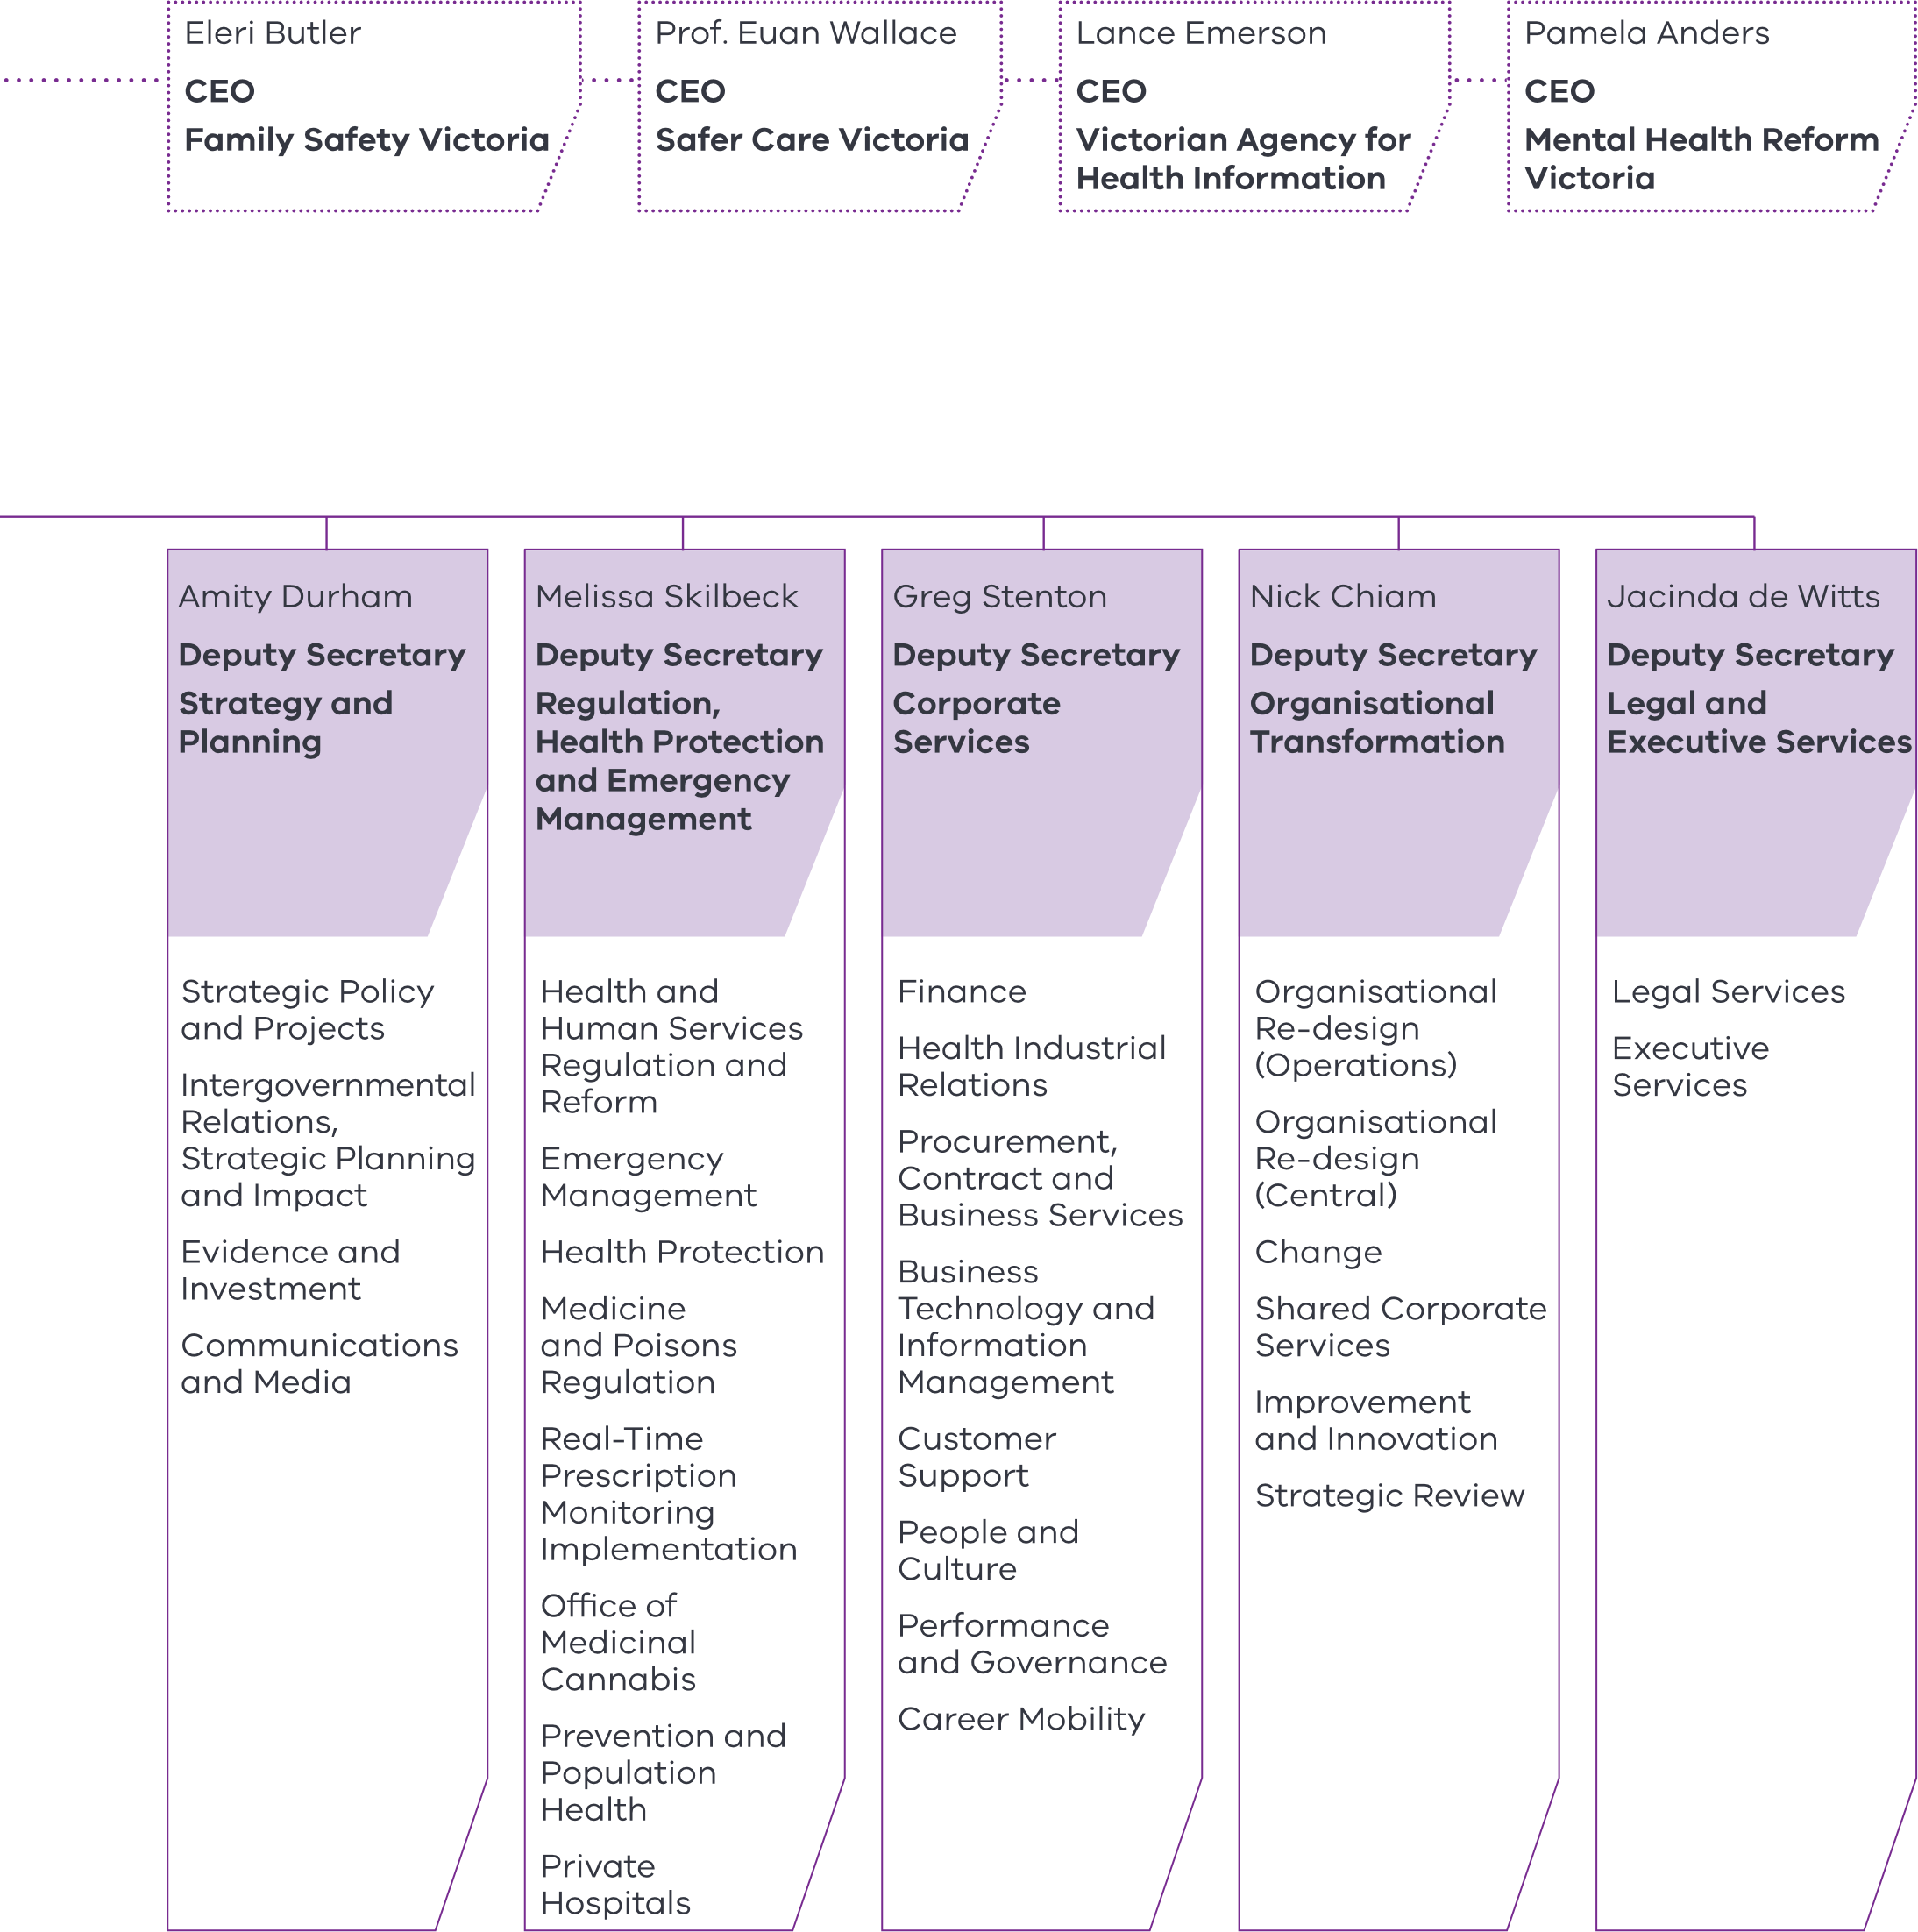 Eleri Butler
CEO
Family Safety Victoria
Prof. Euan Wallace
CEO
Safer Care Victoria
Lance Emerson
CEO
Victorian Agency for
Health Information
Pamela Anders
CEO
Mental Health Reform
Victoria
Amity Durham
Deputy Secretary
Strategy and
Planning
Strategic Policy
and Projects
Intergovernmental
Relations,
Strategic Planning
and Impact
Evidence and
Investment
Communications
and Media
Melissa Skilbeck
Deputy Secretary
Regulation,
Health Protection
and Emergency
Management
Health and
Human Services
Regulation and
Reform
Emergency
Management
Health Protection
Medicine
and Poisons
Regulation
Real-Time
Prescription
Monitoring
Implementation
Office of
Medicinal
Cannabis
Prevention and
Population
Health
Private
Hospitals
Greg Stenton
Deputy Secretary
Corporate
Services
Finance
Health Industrial
Relations
Procurement,
Contract and
Business Services
Business
Technology and
Information
Management
Customer
Support
People and
Culture
Performance
and Governance
Career Mobility
Nick Chiam
Deputy Secretary
Organisational
Transformation
Organisational
Re-design
(Operations)
Organisational
Re-design
(Central)
Change
Shared Corporate
Services
Improvement
and Innovation
Strategic Review
Jacinda de Witts
Deputy Secretary
Legal and
Executive Services
Legal Services
Executive
Services